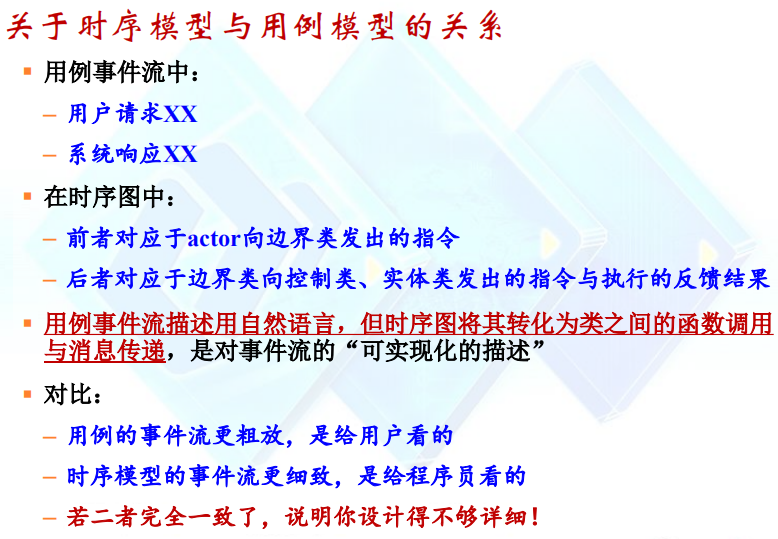 关于时序模型与用例模型的关系
▪ 用例事件流中：
– 用户请求XX
– 系统响应XX
▪ 在时序图中：
– 前者对应于actor向边界类发出的指令
– 后者对应于边界类向控制类、实体类发出的指令与执行的反馈结果
▪ 用例事件流描述用自然语言，但时序图将其转化为类之间的函数调用
与消息传递，是对事件流的“可实现化的描述”
▪ 对比：
– 用例的事件流更粗放，是给用户看的
– 时序模型的事件流更细致，是给程序员看的
– 若二者完全一致了，说明你设计得不够详细！